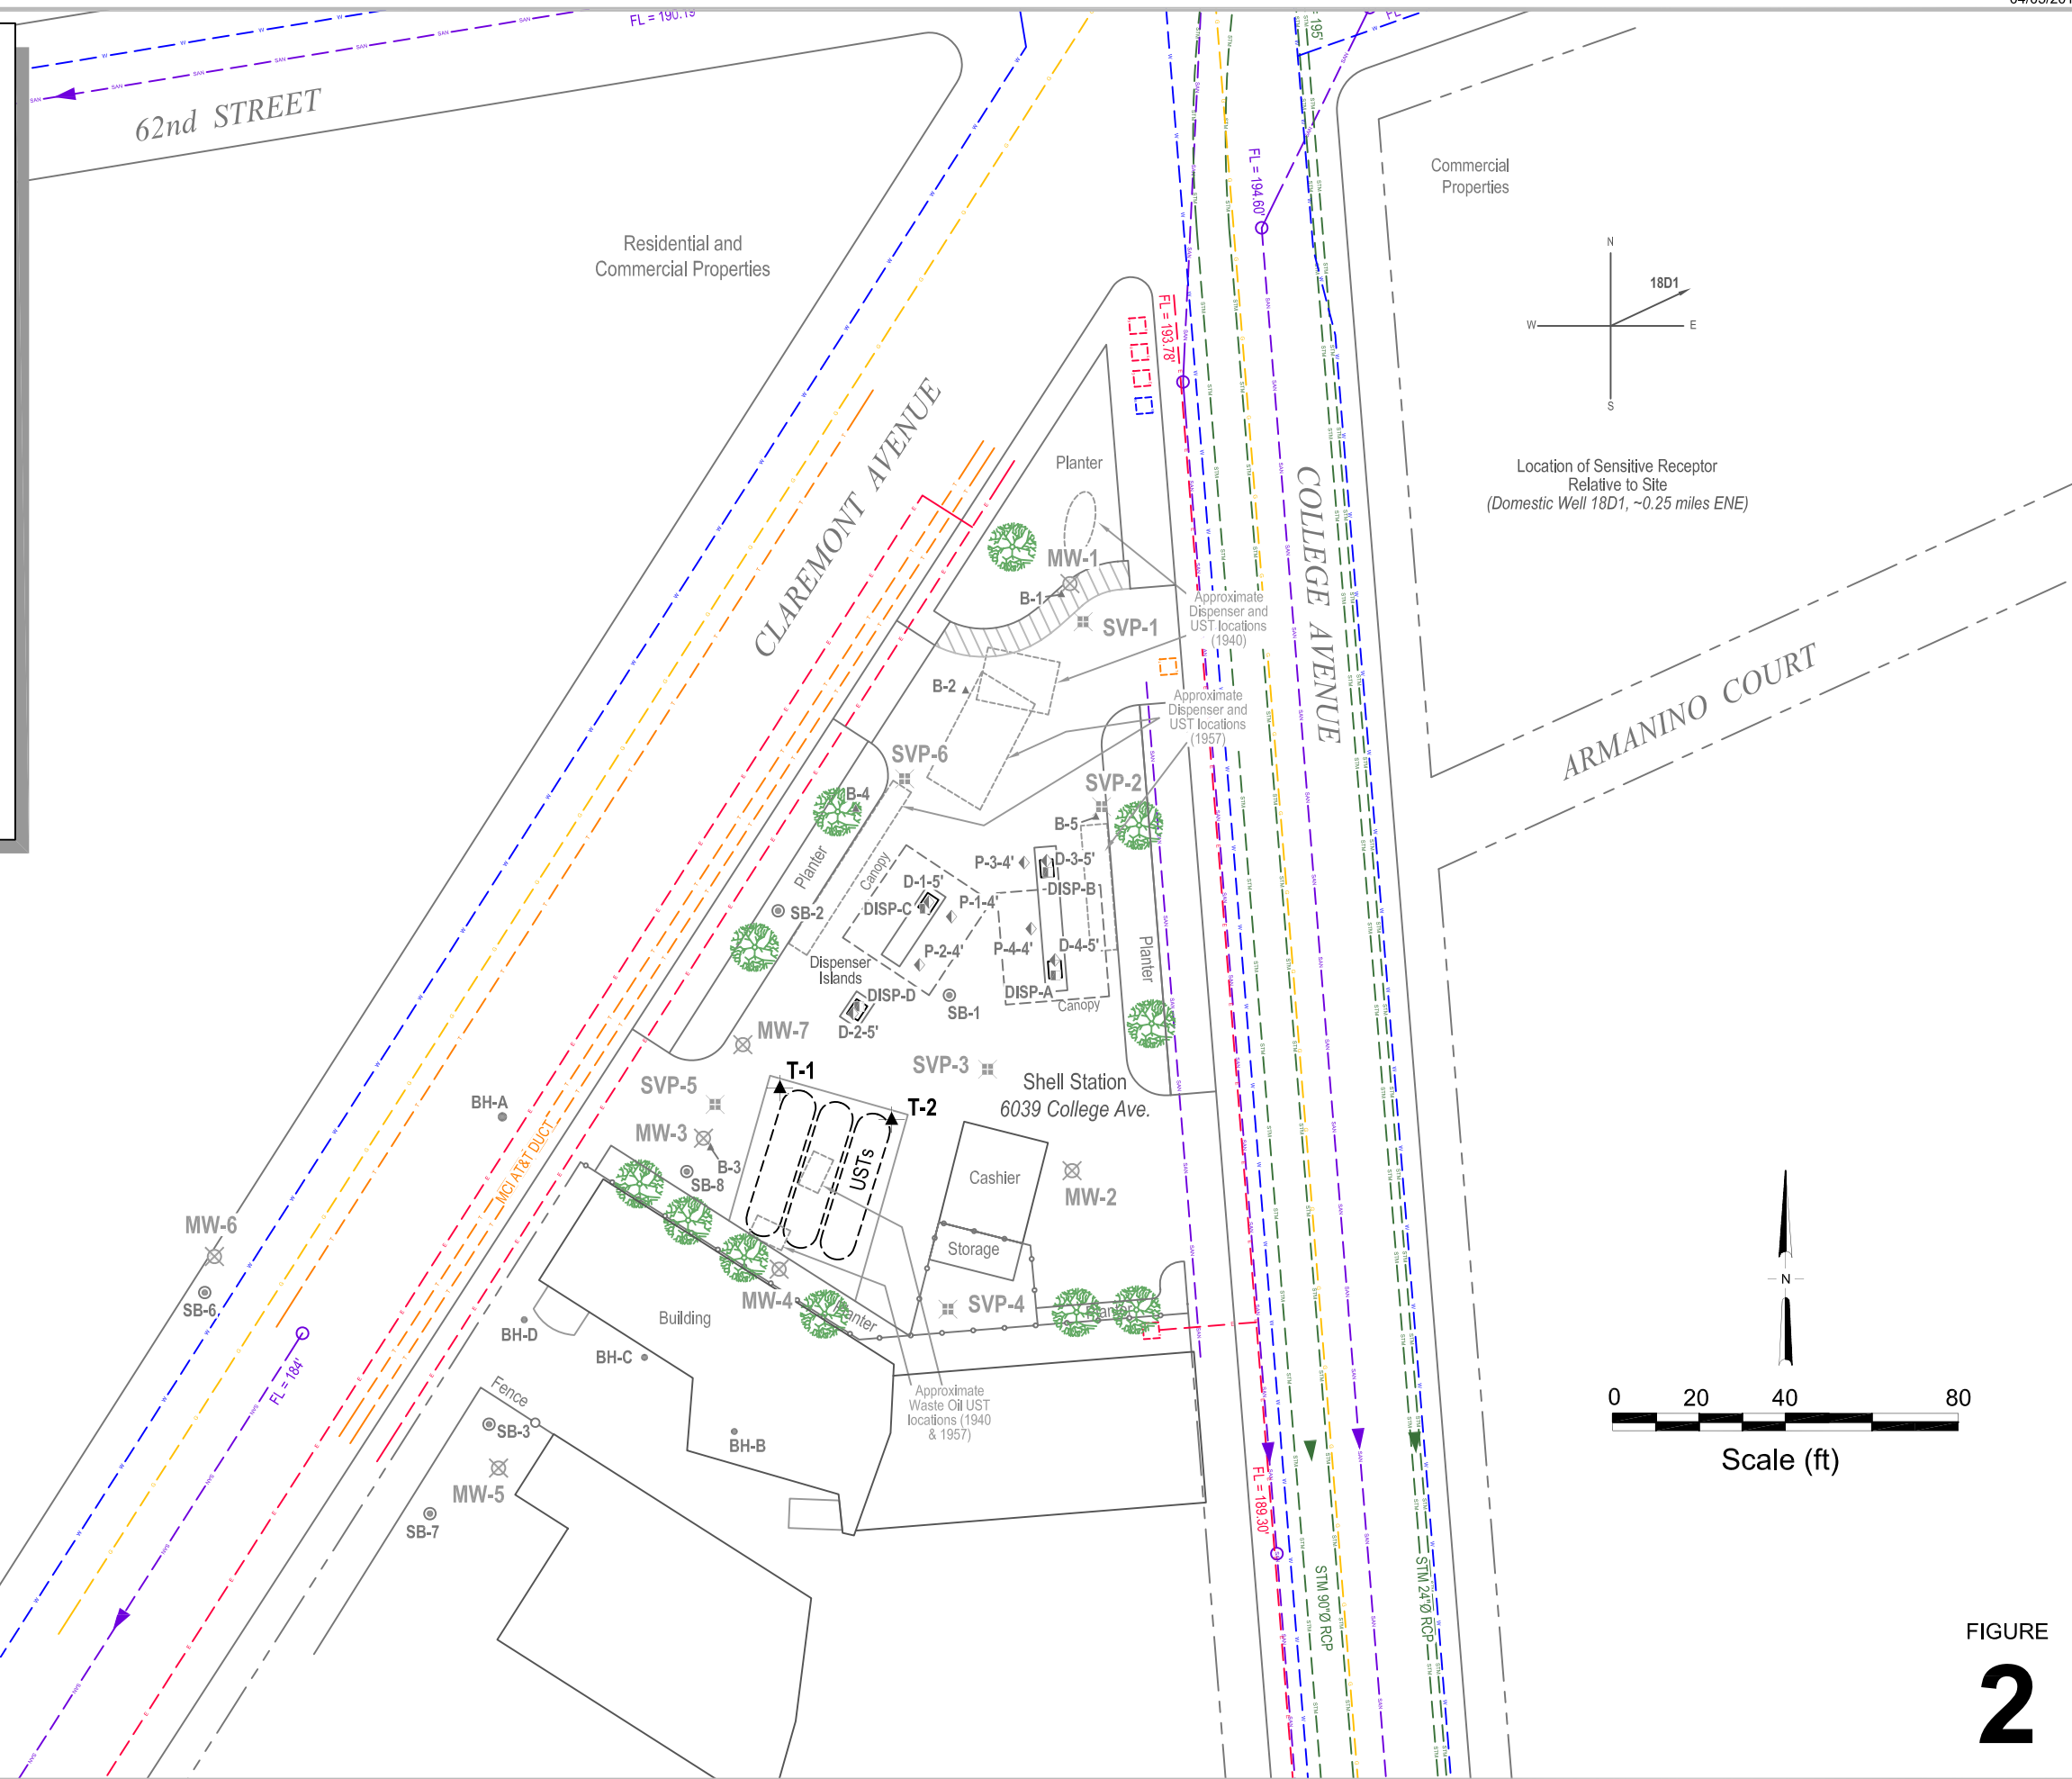 FL = 190.19'
195'
62nd STREET
Residential and
Commercial Properties
FL = 194.60'
Commercial
Properties
N
18D1
W
E
S
FL = 193.78'
CLAREMONT AVENUE
Planter
COLLEGE AVENUE
Location of Sensitive Receptor
Relative to Site
(Domestic Well 18D1, ~0.25 miles ENE)
MW-1
B-1
SVP-1
Approximate
Dispenser and
UST locations
(1940)
B-2
Approximate
Dispenser and
UST locations
(1957)
ARMANINO COURT
SVP-6
SVP-2
B-4
B-5
Planter
Canopy
P-3-4'
D-3-5'
D-1-5'
DISP-B
DISP-C
P-1-4'
SB-2
P-4-4'
D-4-5'
P-2-4'
Planter
Dispenser
Islands
DISP-D
DISP-A
Canopy
SB-1
D-2-5'
MW-7
SVP-3
T-1
SVP-5
Shell Station
6039 College Ave.
T-2
BH-A
MCI AT&T DUCT
MW-3
B-3
SB-8
USTs
Cashier
MW-2
MW-6
Storage
SB-6
MW-4
SVP-4
Planter
Planter
Building
BH-D
BH-C
FL = 184'
Fence
Approximate
Waste Oil UST
locations (1940
& 1957)
SB-3
BH-B
MW-5
SB-7
N
0 20 40 80
Scale (ft)
FL = 189.30'
STM 90"Ø RCP
STM 24"Ø RCP
FIGURE
2